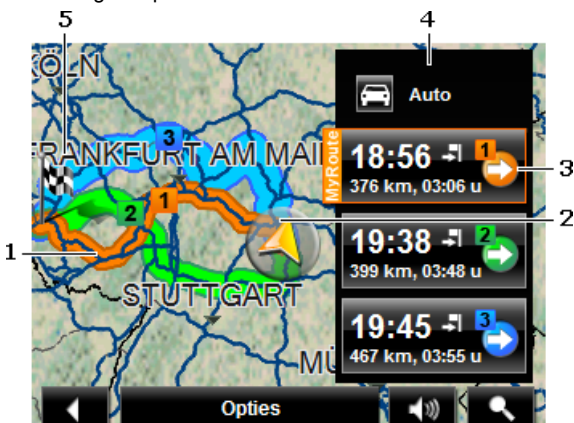 5
4
KÖLN
Auto
FRANKFURT AM MAI
3
MyRoute
18:56
1
376 km, 03:06 u
3
2
1
2
19:38
2
399 km, 03:48 u
1
STUTTGART
19:45
3
467 km, 03:55 u
MÜ
Opties